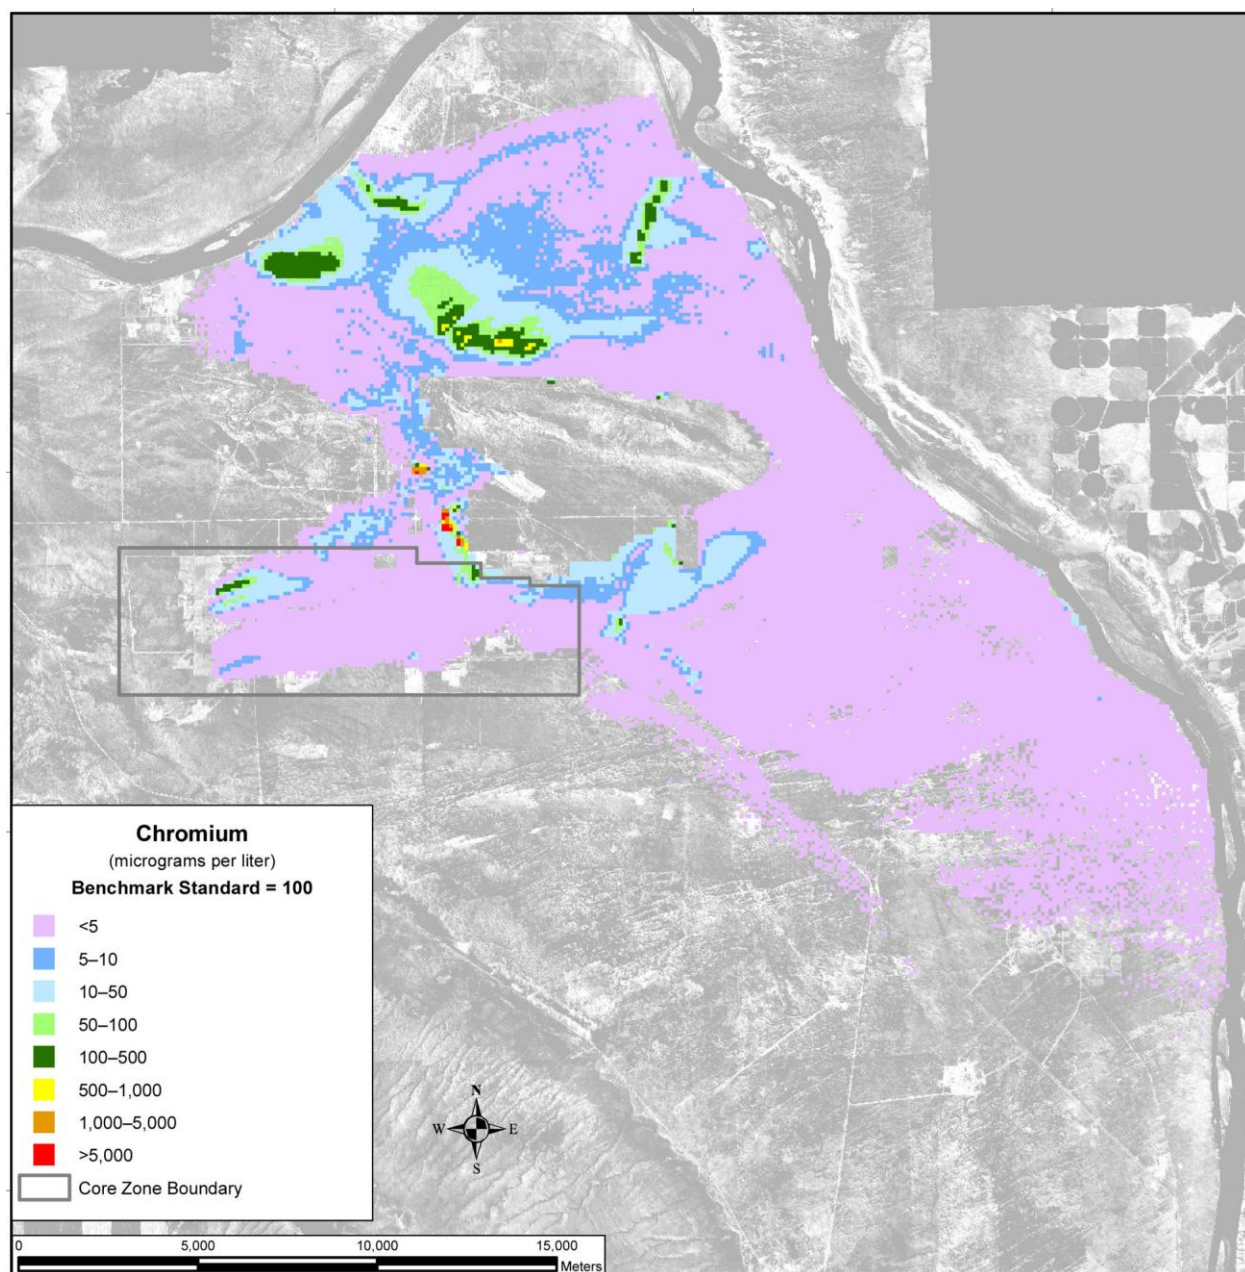 Chromium
(micrograms per liter)
Benchmark Standard = 100
<5
5–10
10–50
50–100
100–500
500–1,000
1,000–5,000
>5,000
Core Zone Boundary
N
W E
S
0 5,000 10,000 15,000
Meters